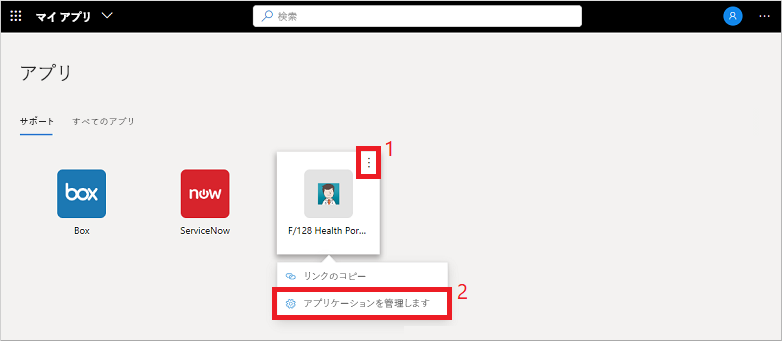 マイ アプリ
検索
アプリ
サポート
すべてのアプリ
1
box
now
Box
ServiceNow
F/128 Health Por...
リンクのコピー
アプリケーションを管理します
2